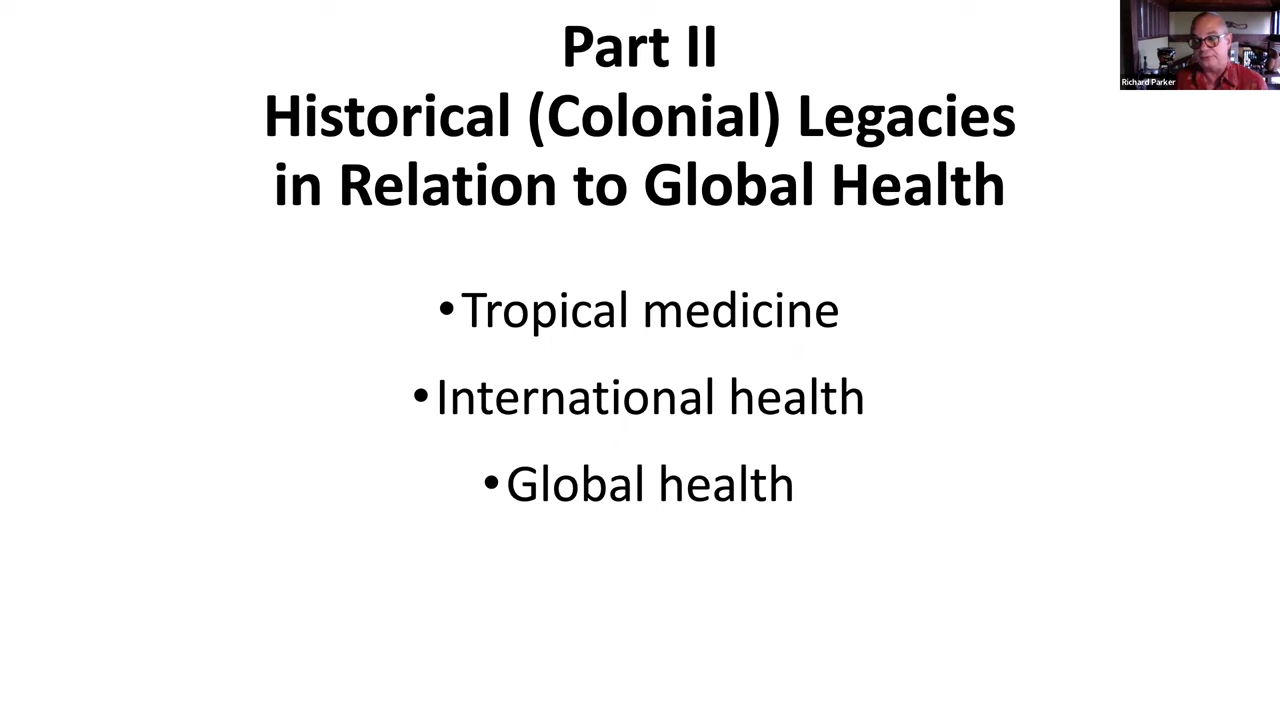 Part II
Historical (Colonial) Legacies
in Relation to Global Health
Richard Parker
•Tropical medicine
•International health
•Global health